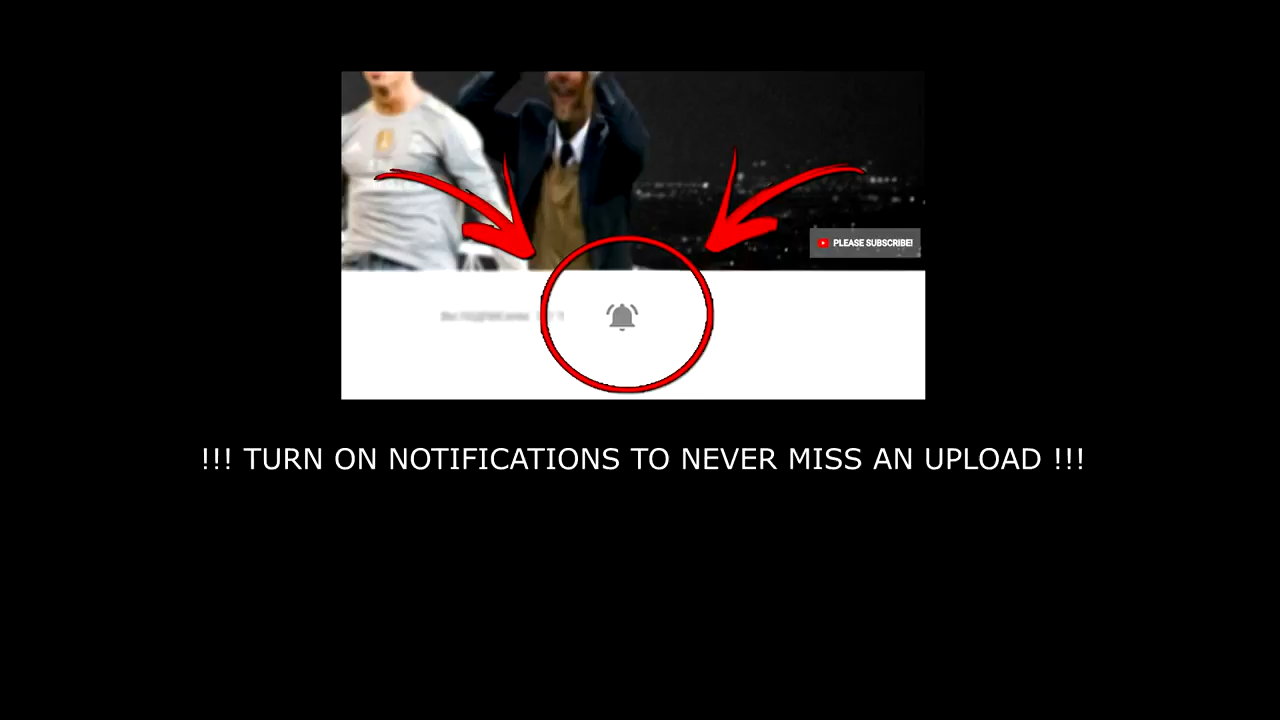 PLEASE SUBSCRIBE!
!!! TURN ON NOTIFICATIONS TO NEVER MISS AN UPLOAD !!!